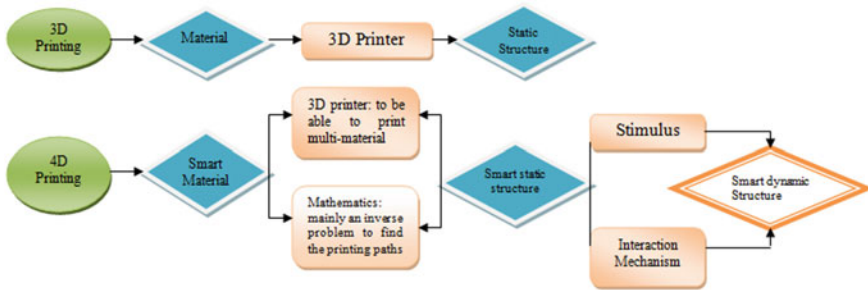 3D
Printing
Material
3D Printer
Static
Structure
4D
Printing
Smart
Material
3D printer: to be
able to print
multi-material
Mathematics:
mainly an inverse
problem to find
the printing paths
Smart static
structure
Stimulus
Interaction
Mechanism
Smart dynamic
Structure